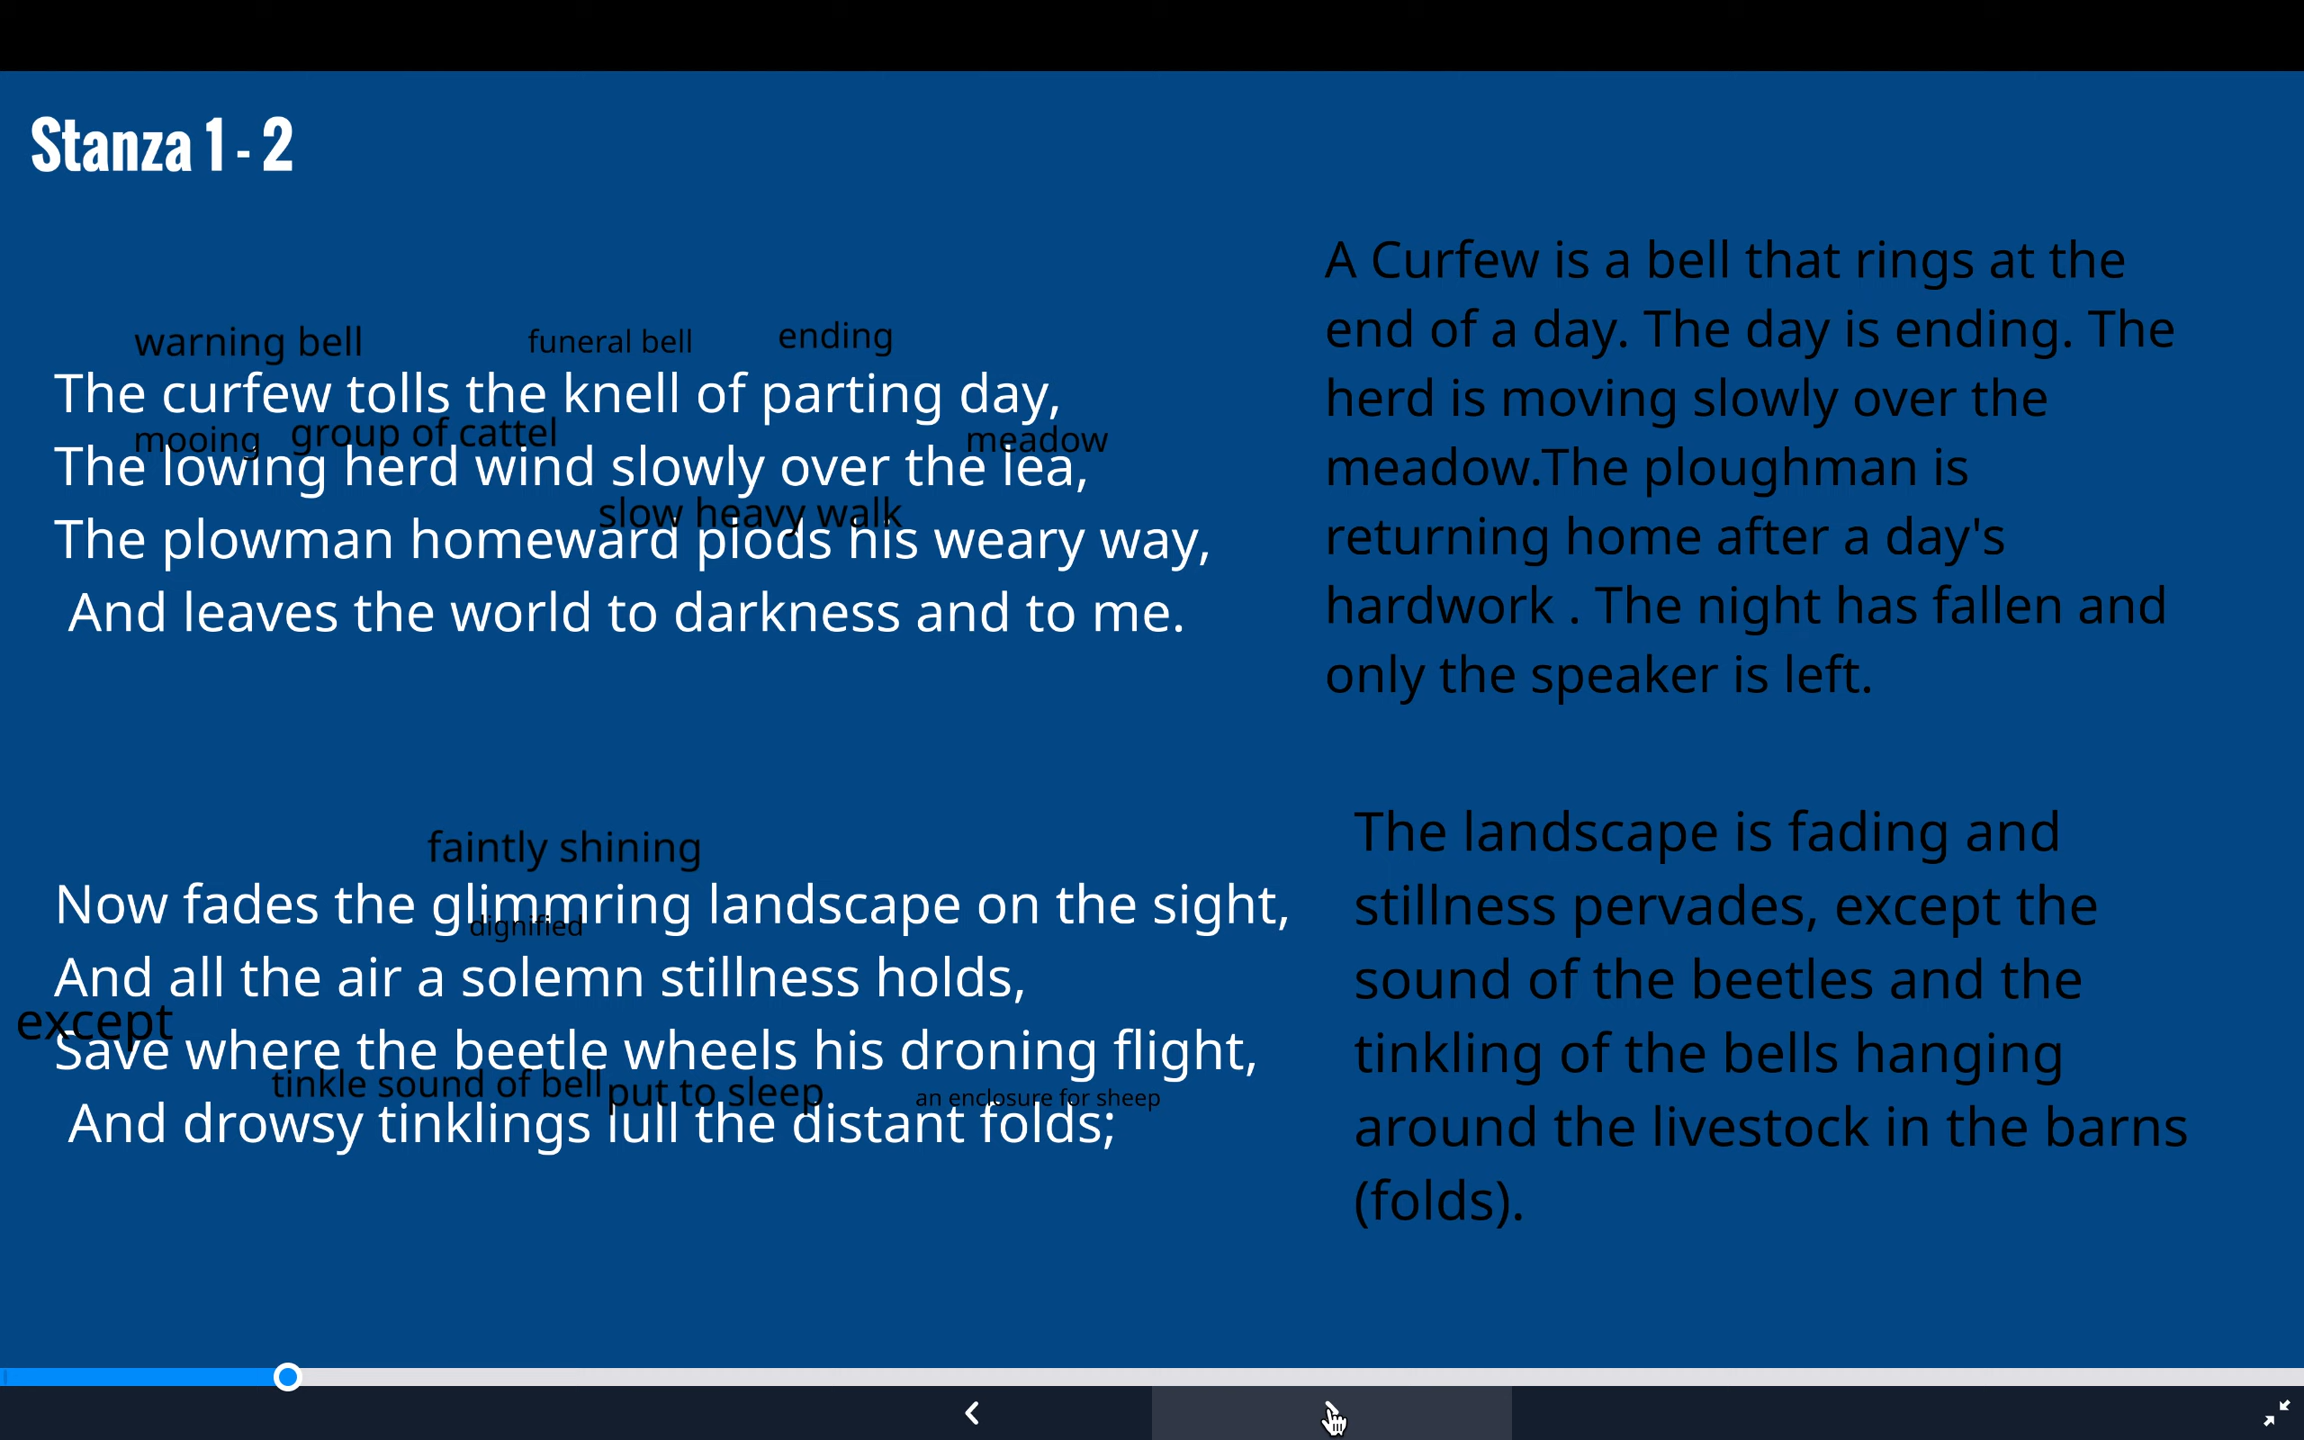 Stanza 1 - 2
warning bell funeral bell ending
The curfew tolls the knell of parting day,
mooing group of cattel meadow
The lowing herd wind slowly over the lea,
slow heavy walk
The plowman homeward plods his weary way,
And leaves the world to darkness and to me.
A Curfew is a bell that rings at the
end of a day. The day is ending. The
herd is moving slowly over the
meadow.The ploughman is
returning home after a day's
hardwork . The night has fallen and
only the speaker is left.
faintly shining
Now fades the glimmring landscape on the sight,
dignified
And all the air a solemn stillness holds,
except
Save where the beetle wheels his droning flight,
tinkle sound of bell put to sleep an enclosure for sheep
And drowsy tinklings lull the distant folds;
The landscape is fading and
stillness pervades, except the
sound of the beetles and the
tinkling of the bells hanging
around the livestock in the barns
(folds).